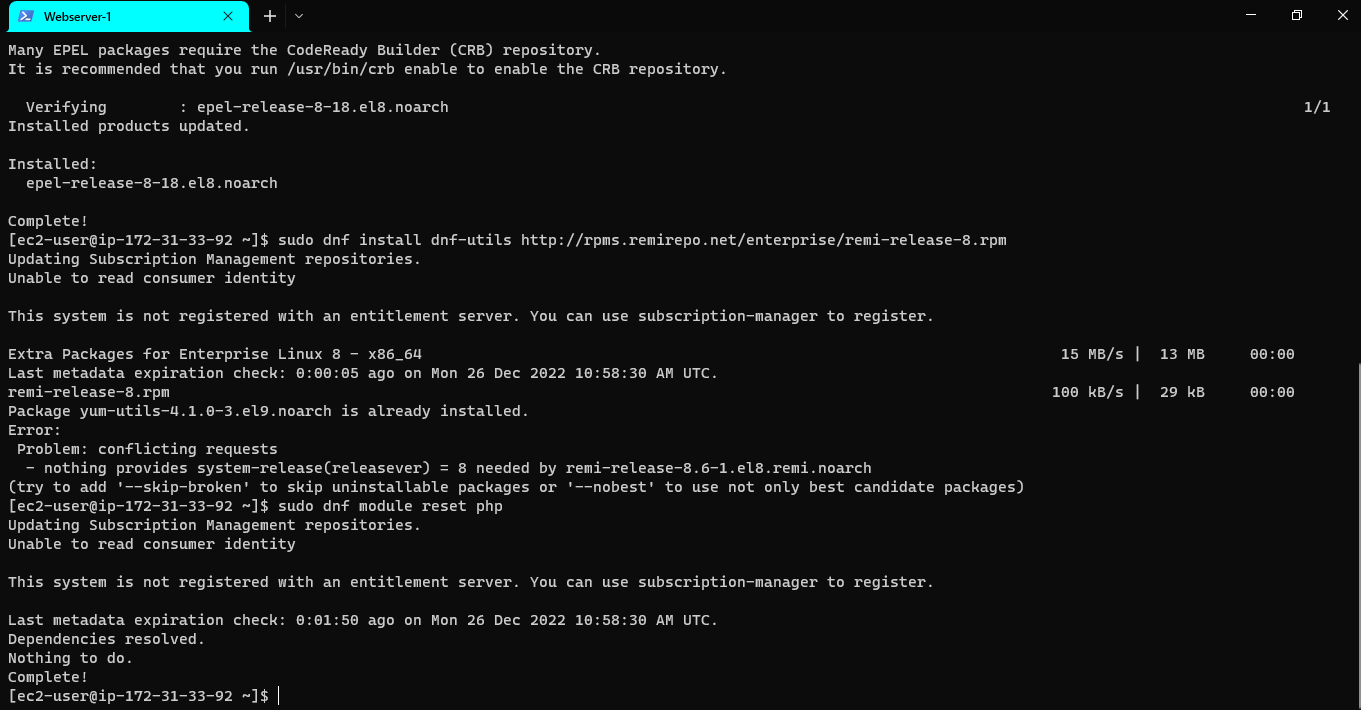 Webserver-1
Many EPEL packages require the CodeReady Builder (CRB) repository.
It is recommended that you run /usr/bin/crb enable to enable the CRB repository.
  Verifying        : epel-release-8-18.el8.noarch                                                                                               1/1
Installed products updated.
Installed:
  epel-release-8-18.el8.noarch
Complete!
[ec2-user@ip-172-31-33-92 ~]$ sudo dnf install dnf-utils http://rpms.remirepo.net/enterprise/remi-release-8.rpm
Updating Subscription Management repositories.
Unable to read consumer identity
This system is not registered with an entitlement server. You can use subscription-manager to register.
Extra Packages for Enterprise Linux 8 - x86_64                                                                       15 MB/s |  13 MB     00:00
Last metadata expiration check: 0:00:05 ago on Mon 26 Dec 2022 10:58:30 AM UTC.
remi-release-8.rpm                                                                                                  100 kB/s |  29 kB     00:00
Package yum-utils-4.1.0-3.el9.noarch is already installed.
Error:
 Problem: conflicting requests
  - nothing provides system-release(releasever) = 8 needed by remi-release-8.6-1.el8.remi.noarch
(try to add '--skip-broken' to skip uninstallable packages or '--nobest' to use not only best candidate packages)
[ec2-user@ip-172-31-33-92 ~]$ sudo dnf module reset php
Updating Subscription Management repositories.
Unable to read consumer identity
This system is not registered with an entitlement server. You can use subscription-manager to register.
Last metadata expiration check: 0:01:50 ago on Mon 26 Dec 2022 10:58:30 AM UTC.
Dependencies resolved.
Nothing to do.
Complete!
[ec2-user@ip-172-31-33-92 ~]$